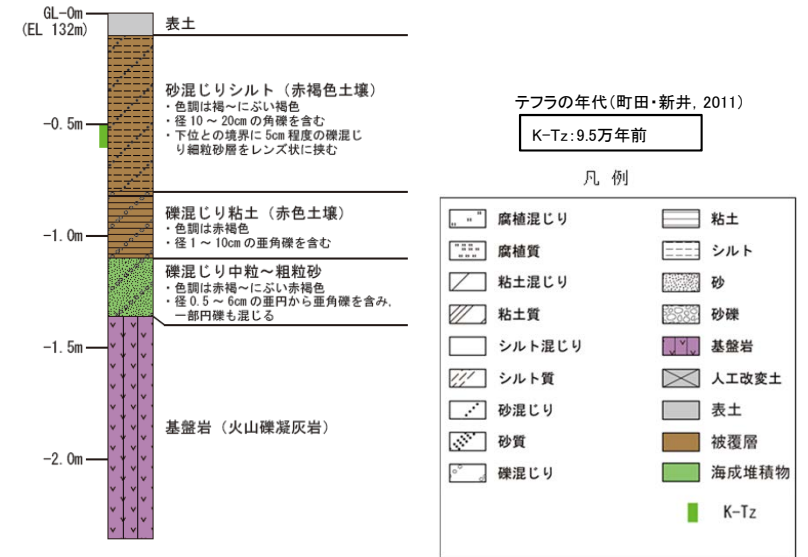 GL-0m
(EL 132m)
表土
砂混じりシルト（赤褐色土壌）
・色調は褐～にぶい褐色
・径10～20cmの角礫を含む
・下位との境界に5cm程度の礫混じ
り細粒砂層をレンズ状に挟む
-0.5m
礫混じり粘土（赤色土壌）
・色調は赤褐色
・径1～10cmの亜角礫を含む
-1.0m
礫混じり中粒～粗粒砂
・色調は赤褐～にぶい赤褐色
・径0.5～6cmの亜円から亜角礫を含み，
一部円礫も混じる
-1.5m
基盤岩（火山礫凝灰岩）
-2.0m
テフラの年代（町田・新井，2011）
K-Tz：9.5万年前
凡 例
腐植混じり
腐植質
粘土混じり
粘土質
シルト混じり
シルト質
砂混じり
砂質
礫混じり
粘土
シルト
砂
砂礫
基盤岩
人工改変土
表土
被覆層
海成堆積物
K-Tz